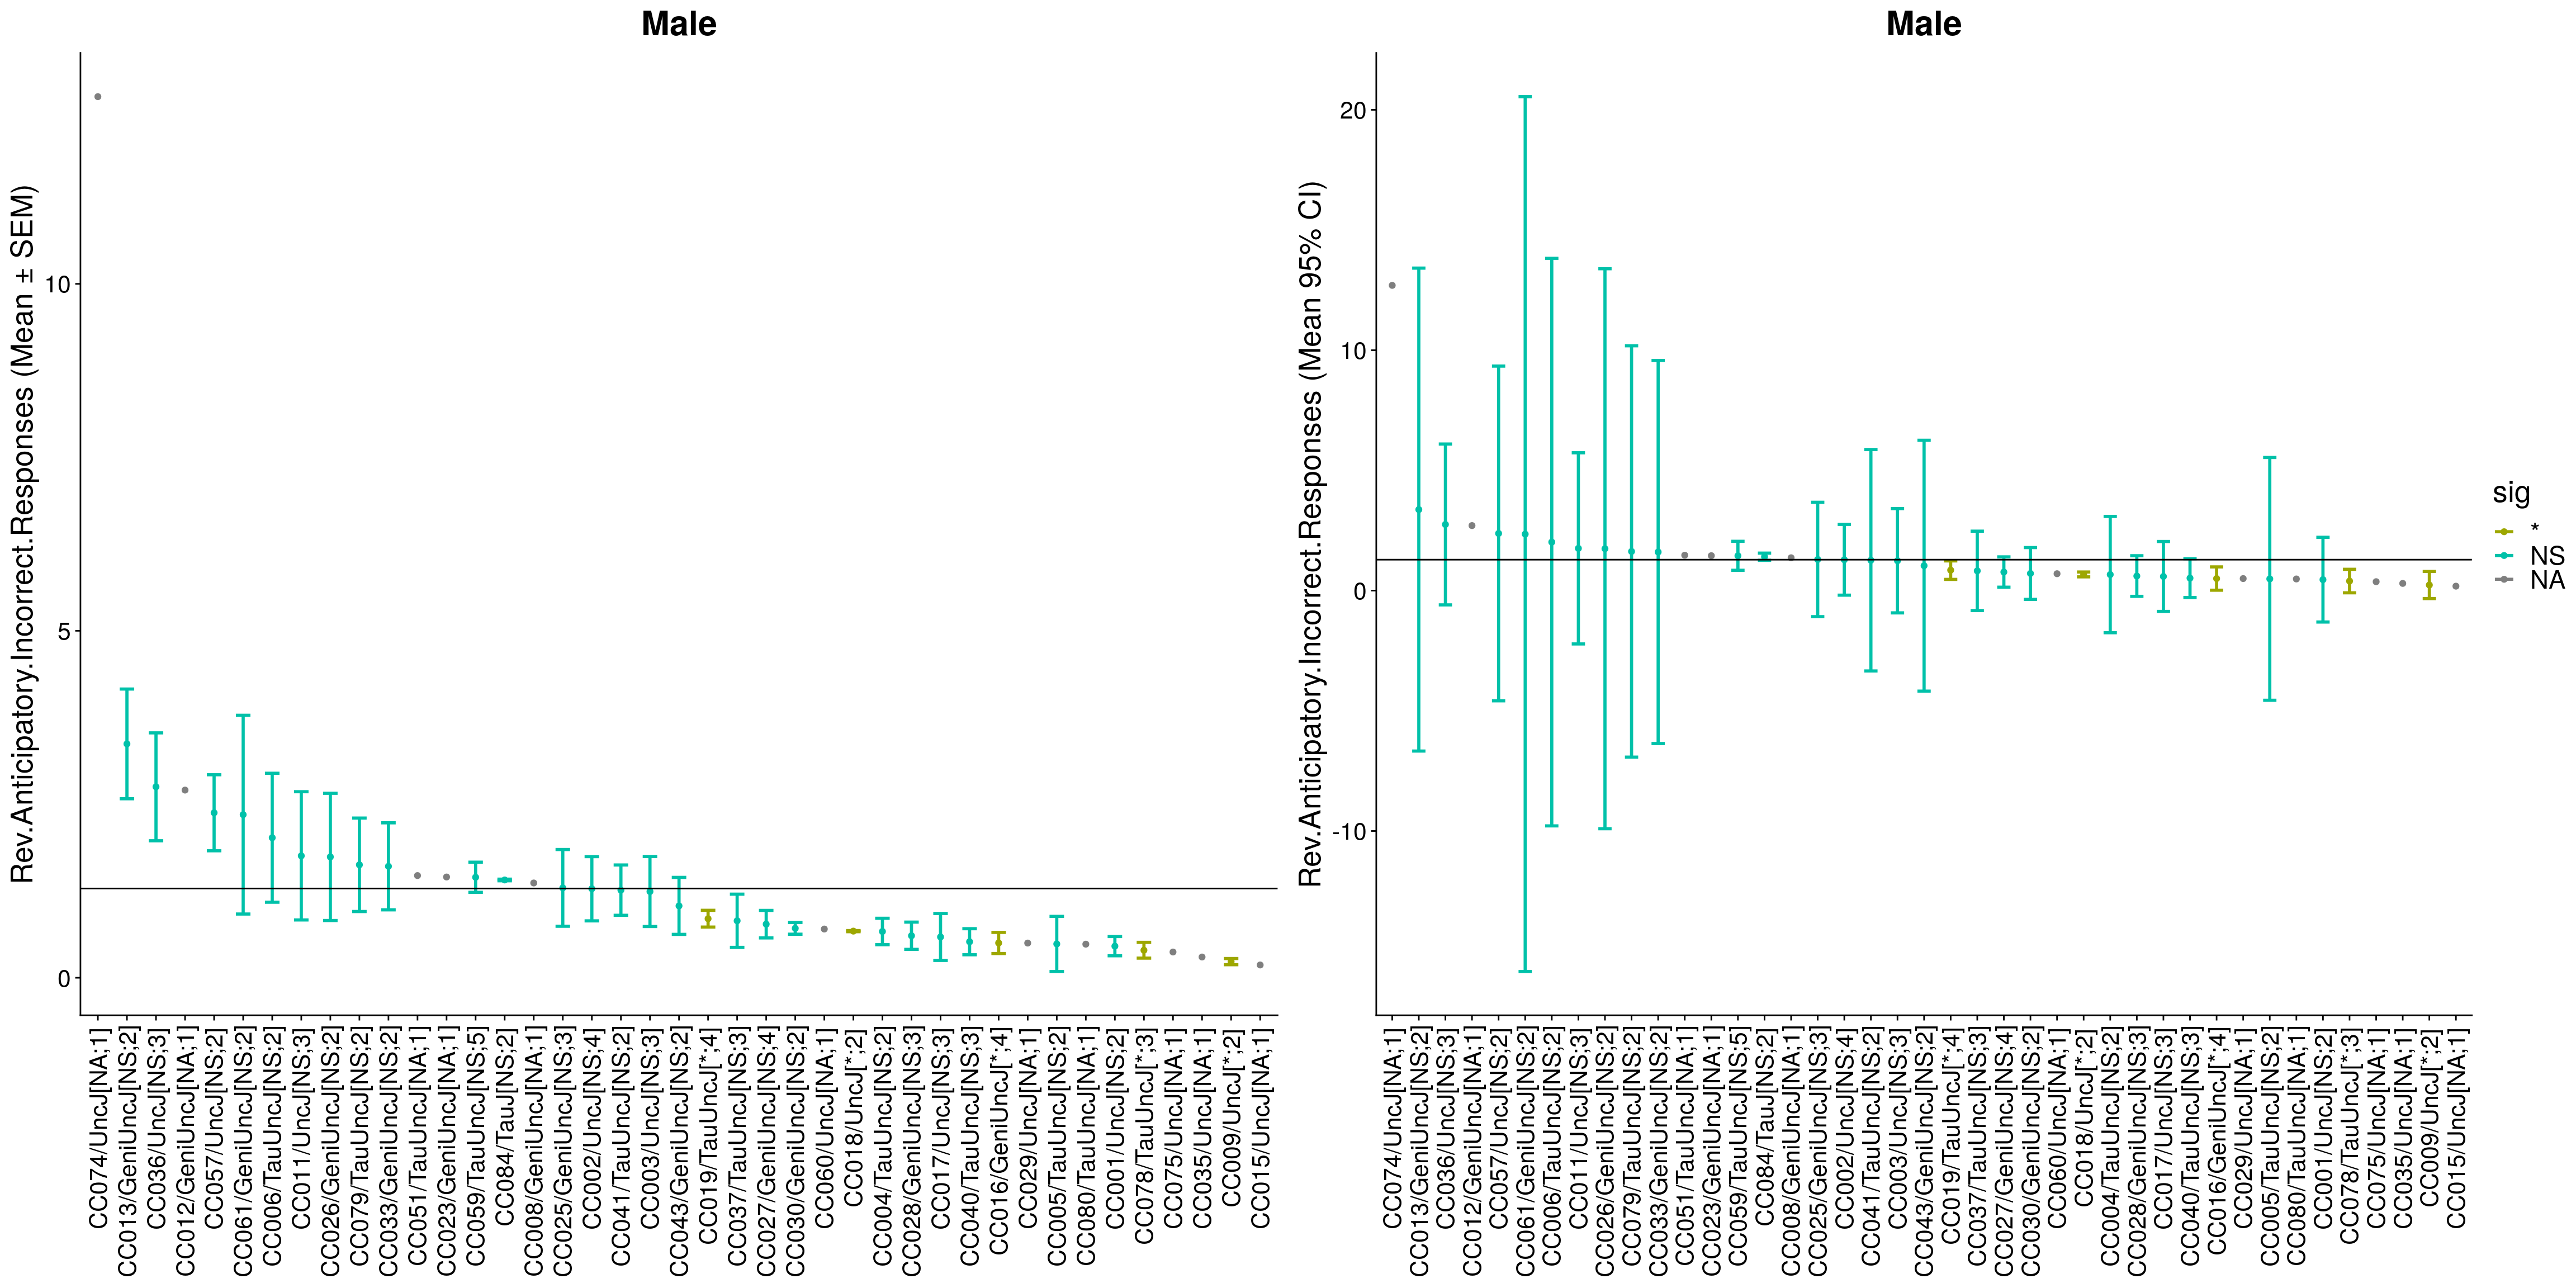 Male
Rev.Anticipatory.Incorrect.Responses (Mean ± SEM)
10
5
0
CC074/UncJ[NA;1]
CC013/GeniUncJ[NS;2]
CC036/UncJ[NS;3]
CC012/GeniUncJ[NA;1]
CC057/UncJ[NS;2]
CC061/GeniUncJ[NS;2]
CC006/TauUncJ[NS;2]
CC011/UncJ[NS;3]
CC026/GeniUncJ[NS;2]
CC079/TauUncJ[NS;2]
CC033/GeniUncJ[NS;2]
CC051/TauUncJ[NA;1]
CC023/GeniUncJ[NA;1]
CC059/TauUncJ[NS;5]
CC084/TauJ[NS;2]
CC008/GeniUncJ[NA;1]
CC025/GeniUncJ[NS;3]
CC002/UncJ[NS;4]
CC041/TauUncJ[NS;2]
CC003/UncJ[NS;3]
CC043/GeniUncJ[NS;2]
CC019/TauUncJ[*;4]
CC037/TauUncJ[NS;3]
CC027/GeniUncJ[NS;4]
CC030/GeniUncJ[NS;2]
CC060/UncJ[NA;1]
CC018/UncJ[*;2]
CC004/TauUncJ[NS;2]
CC028/GeniUncJ[NS;3]
CC017/UncJ[NS;3]
CC040/TauUncJ[NS;3]
CC016/GeniUncJ[*;4]
CC029/UncJ[NA;1]
CC005/TauUncJ[NS;2]
CC080/TauUncJ[NA;1]
CC001/UncJ[NS;2]
CC078/TauUncJ[*;3]
CC075/UncJ[NA;1]
CC035/UncJ[NA;1]
CC009/UncJ[*;2]
CC015/UncJ[NA;1]
Male
Rev.Anticipatory.Incorrect.Responses (Mean 95% CI)
20
10
0
-10
CC074/UncJ[NA;1]
CC013/GeniUncJ[NS;2]
CC036/UncJ[NS;3]
CC012/GeniUncJ[NA;1]
CC057/UncJ[NS;2]
CC061/GeniUncJ[NS;2]
CC006/TauUncJ[NS;2]
CC011/UncJ[NS;3]
CC026/GeniUncJ[NS;2]
CC079/TauUncJ[NS;2]
CC033/GeniUncJ[NS;2]
CC051/TauUncJ[NA;1]
CC023/GeniUncJ[NA;1]
CC059/TauUncJ[NS;5]
CC084/TauJ[NS;2]
CC008/GeniUncJ[NA;1]
CC025/GeniUncJ[NS;3]
CC002/UncJ[NS;4]
CC041/TauUncJ[NS;2]
CC003/UncJ[NS;3]
CC043/GeniUncJ[NS;2]
CC019/TauUncJ[*;4]
CC037/TauUncJ[NS;3]
CC027/GeniUncJ[NS;4]
CC030/GeniUncJ[NS;2]
CC060/UncJ[NA;1]
CC018/UncJ[*;2]
CC004/TauUncJ[NS;2]
CC028/GeniUncJ[NS;3]
CC017/UncJ[NS;3]
CC040/TauUncJ[NS;3]
CC016/GeniUncJ[*;4]
CC029/UncJ[NA;1]
CC005/TauUncJ[NS;2]
CC080/TauUncJ[NA;1]
CC001/UncJ[NS;2]
CC078/TauUncJ[*;3]
CC075/UncJ[NA;1]
CC035/UncJ[NA;1]
CC009/UncJ[*;2]
CC015/UncJ[NA;1]
sig
*
NS
NA